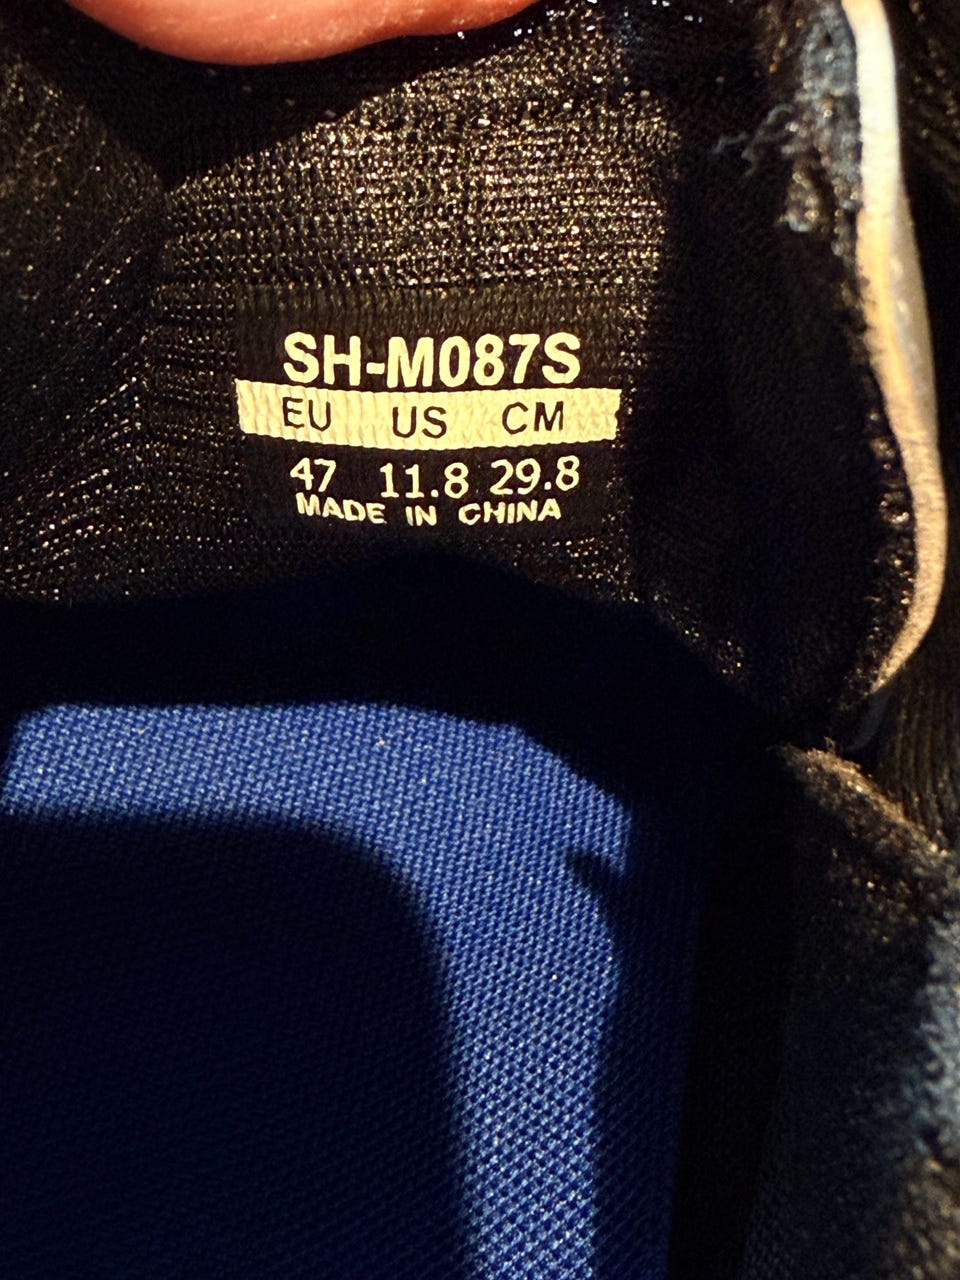 SH-M087S
EU US CM
47 11.8 29.8
MADE IN CHINA